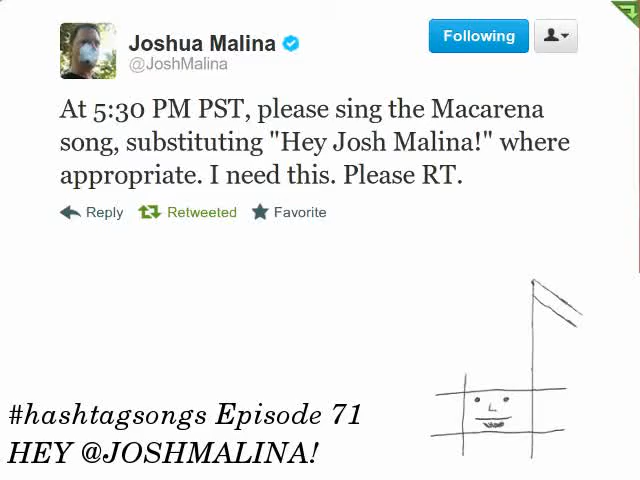 Joshua Malina
@JoshMalina
Following
At 5:30 PM PST, please sing the Macarena
song, substituting "Hey Josh Malina!" where
appropriate. I need this. Please RT.
Reply Retweeted Favorite
#hashtagsongs Episode 71
HEY @JOSHMALINA!